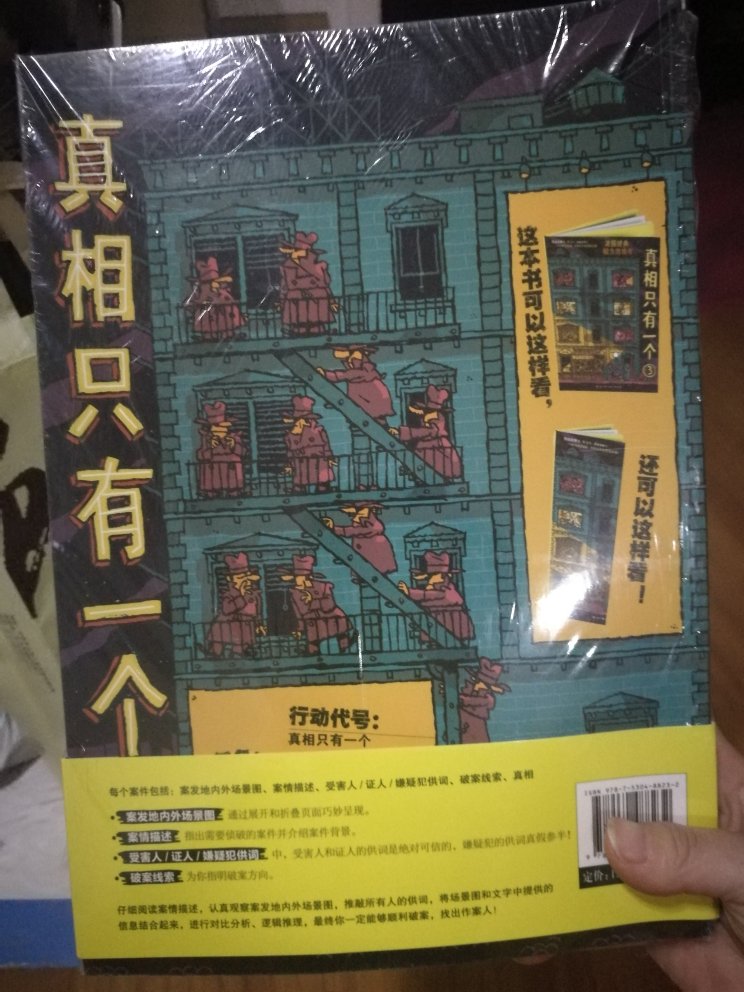 真相只有一个
这本书可以这样看，
真相只有一个③
还可以这样看！
行动代号：
真相只有一个
每个案件包括：案发地内外场景图、案情描述、受害人/证人/嫌疑犯供词、破案线索、真相
案发地内外场景图 通过展开和折叠页面巧妙呈现。
案情描述 指出需要侦破的案件并介绍案件背景。
受害人/证人/嫌疑犯供词 中，受害人和证人的供词是绝对可信的，嫌疑犯的供词真假参半！
破案线索 为你指明破案方向。
仔细阅读案情描述，认真观察案发地内外场景图，推敲所有人的供词，将场景图和文字中提供的
信息结合起来，进行对比分析、逻辑推理，最终你一定能够顺利破案，找出作案人！
ISBN 978-7-5304-8823-2
定价：